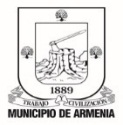 1889
TRABAJO Y CIVILIZACION
MUNICIPIO DE ARMENIA